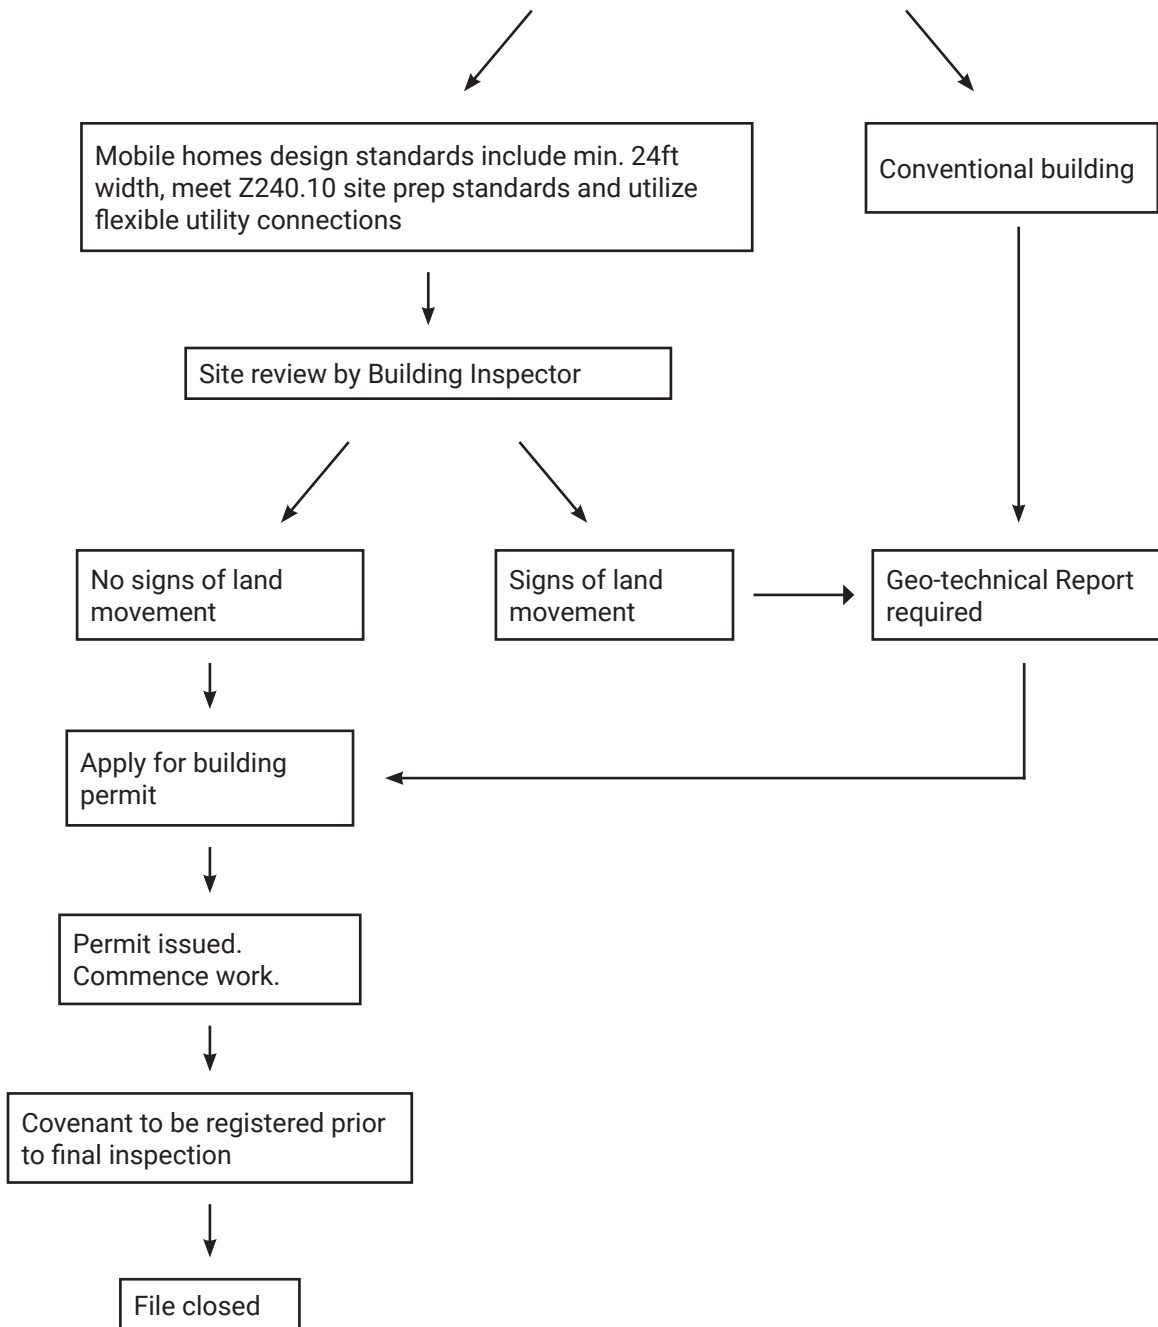 Mobile homes design standards include min. 24ft
width, meet Z240.10 site prep standards and utilize
flexible utility connections
Conventional building
Site review by Building Inspector
No signs of land
movement
Signs of land
movement
Geo-technical Report
required
Apply for building
permit
Permit issued.
Commence work.
Covenant to be registered prior
to final inspection
File closed